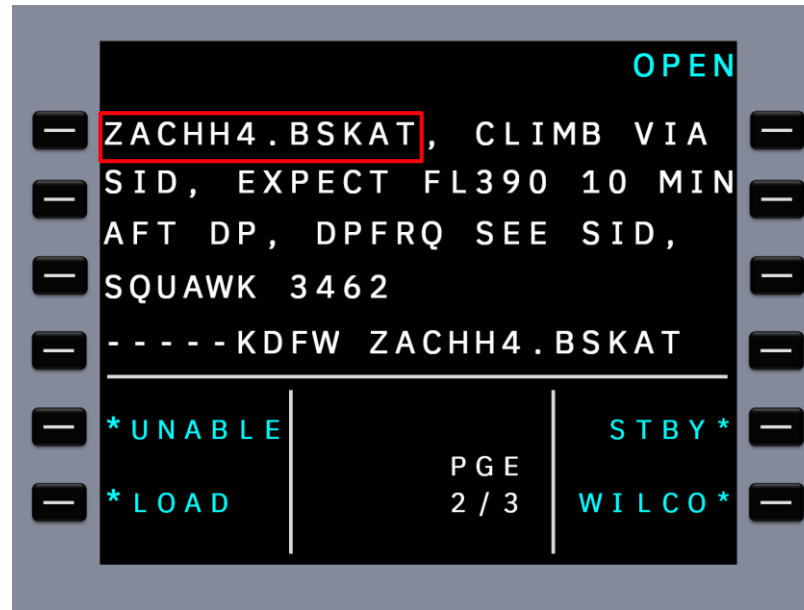 OPEN
ZACHH4.BSKAT, CLIMB VIA
SID, EXPECT FL390 10 MIN
AFT DP, DPFRQ SEE SID,
SQUAWK 3462
-----KDFW ZACHH4.BSKAT
*UNABLE STBY*
PGE
*LOAD 2/3 WILCO*